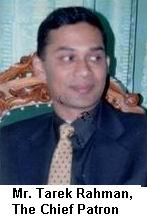 Mr. Tarek Rahman,
The Chief Patron